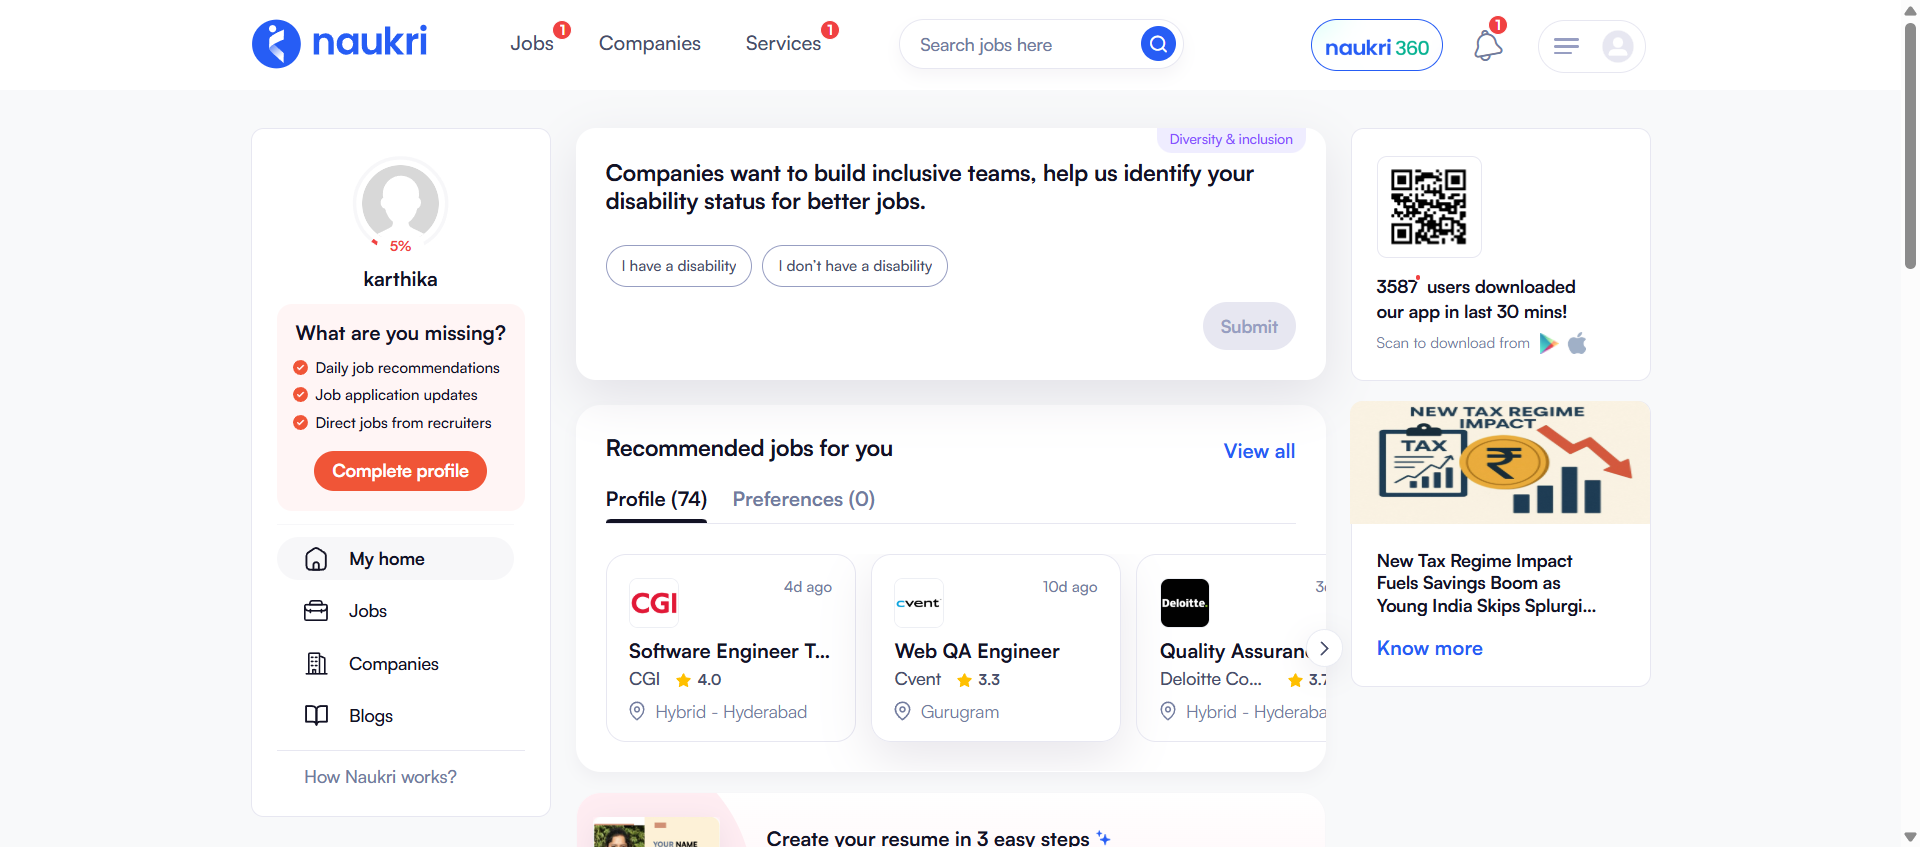 naukri
Jobs
1
Companies
Services
1
Search jobs here
naukri 360
1
5%
karthika
What are you missing?
Daily job recommendations
Job application updates
Direct jobs from recruiters
Complete profile
My home
Jobs
Companies
Blogs
How Naukri works?
Diversity & inclusion
Companies want to build inclusive teams, help us identify your
disability status for better jobs.
I have a disability
I don't have a disability
Submit
Recommended jobs for you
View all
Profile (74)
Preferences (0)
CGI
4d ago
Software Engineer T...
CGI
4.0
Hybrid - Hyderabad
cvent
10d ago
Web QA Engineer
Cvent
3.3
Gurugram
Deloitte.
Quality Assuran
Deloitte Co...
3.7
Hybrid - Hyderaba
YOUR NAME
Create your resume in 3 easy steps
3587 users downloaded
our app in last 30 mins!
Scan to download from
NEW TAX REGIME
IMPACT
TAX
₹
New Tax Regime Impact
Fuels Savings Boom as
Young India Skips Splurgi...
Know more